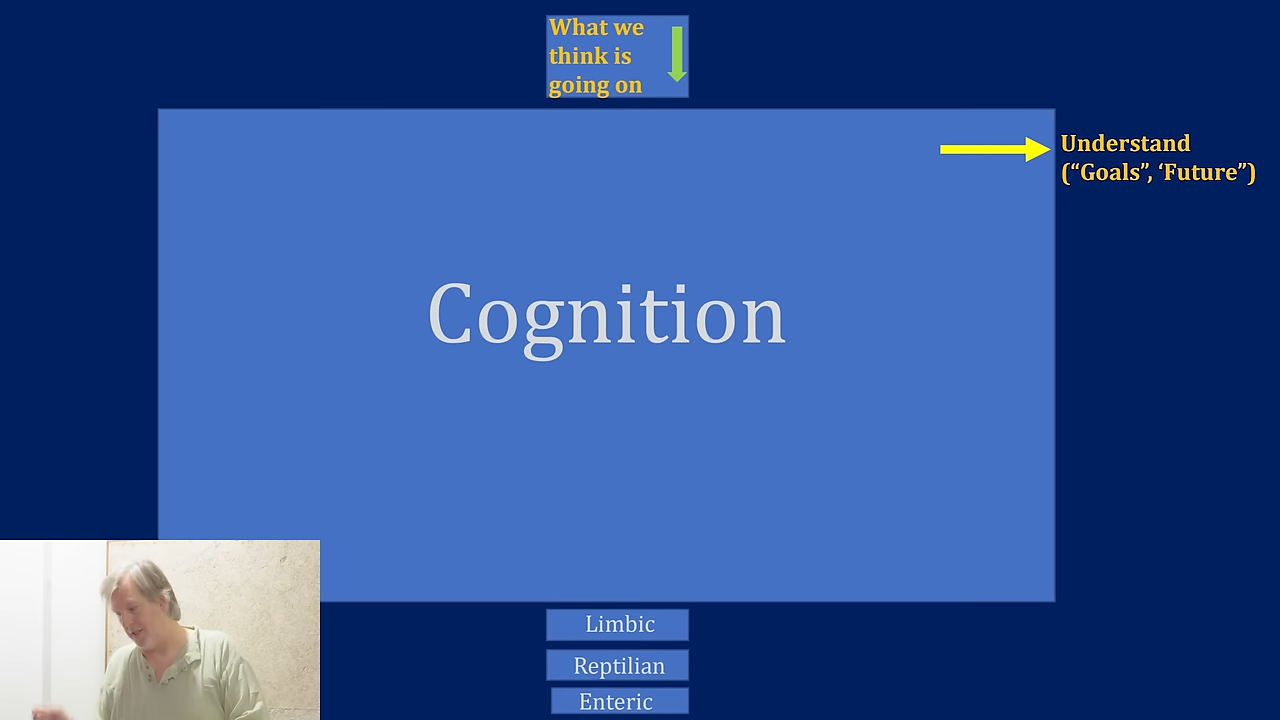 What we
think is
going on
Understand
(“Goals”, ‘Future”)
Cognition
Limbic
Reptilian
Enteric